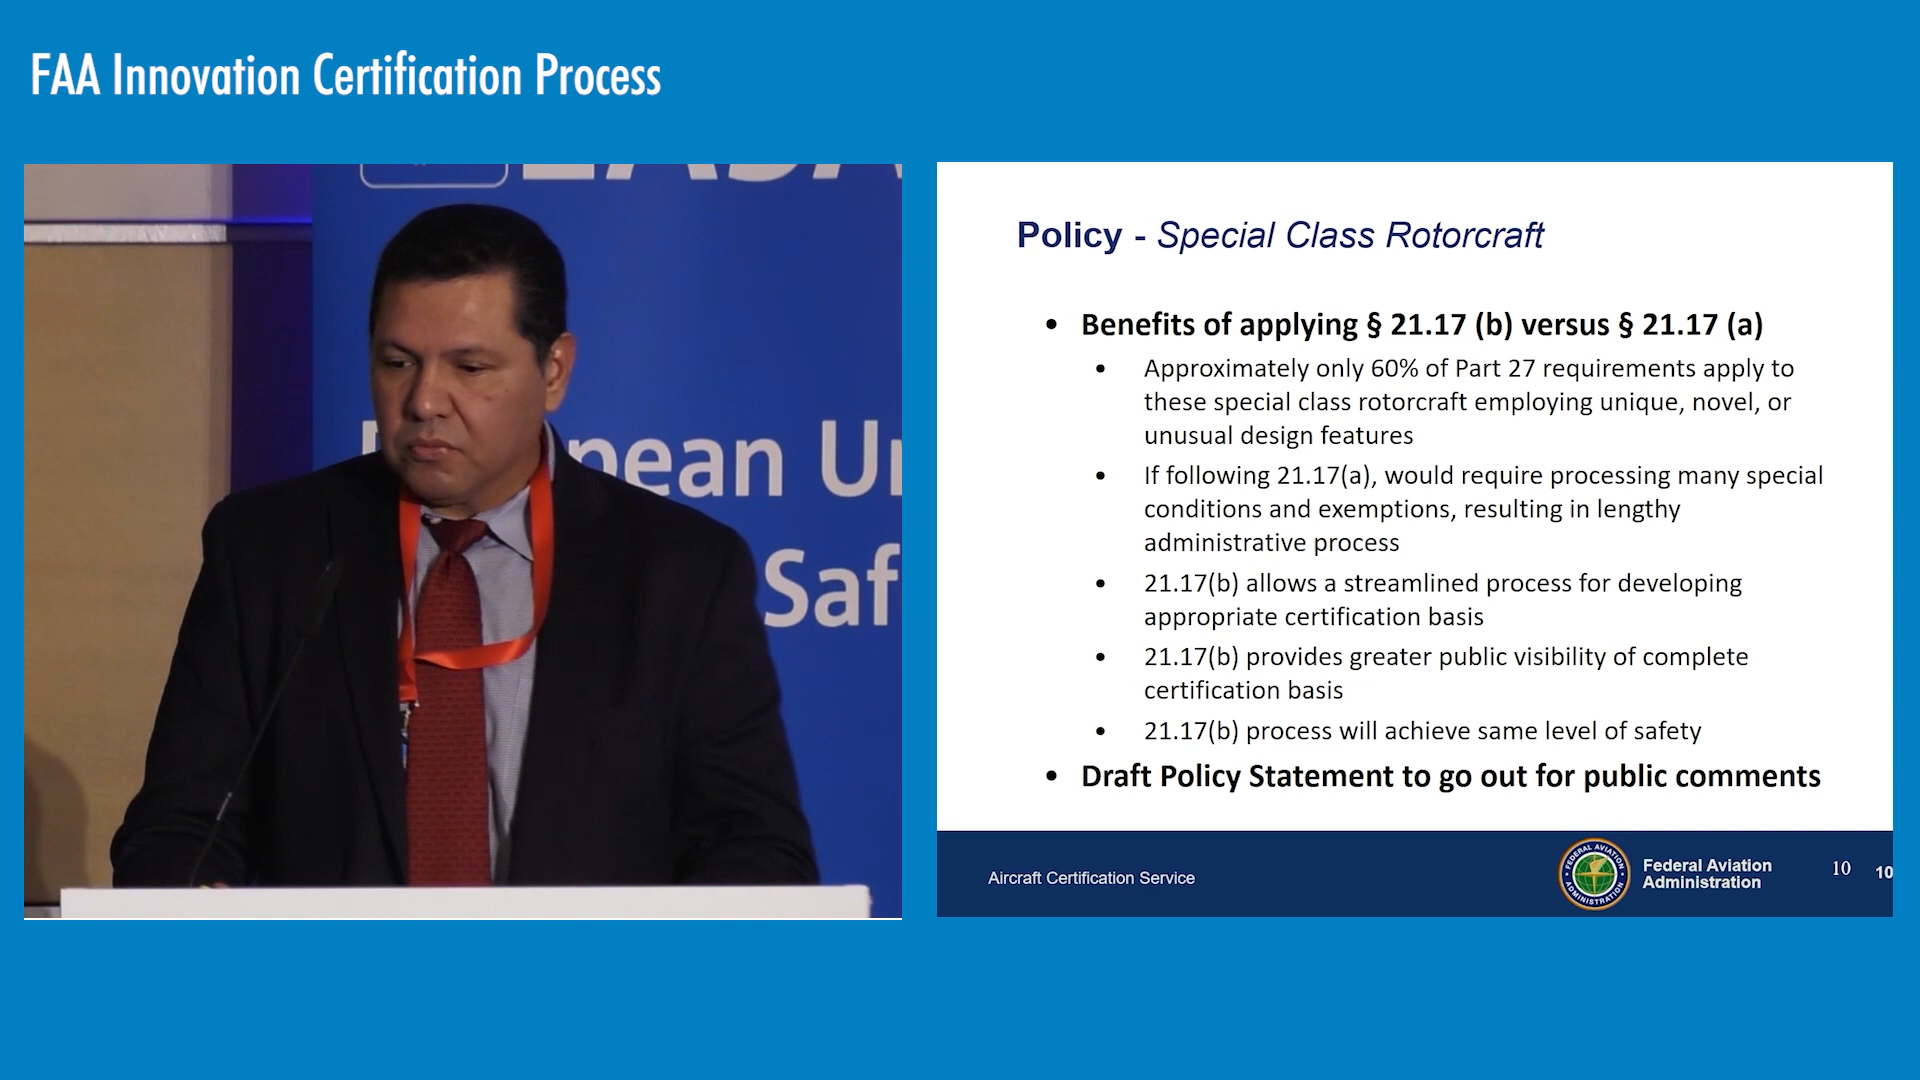 FAA Innovation Certification Process
pean
Saf
Policy - Special Class Rotorcraft
• Benefits of applying § 21.17 (b) versus § 21.17 (a)
• Approximately only 60% of Part 27 requirements apply to
these special class rotorcraft employing unique, novel, or
unusual design features
• If following 21.17(a), would require processing many special
conditions and exemptions, resulting in lengthy
administrative process
• 21.17(b) allows a streamlined process for developing
appropriate certification basis
• 21.17(b) provides greater public visibility of complete
certification basis
• 21.17(b) process will achieve same level of safety
• Draft Policy Statement to go out for public comments
Aircraft Certification Service
FEDERAL AVIATION
ADMINISTRATION
Federal Aviation
Administration
10
10